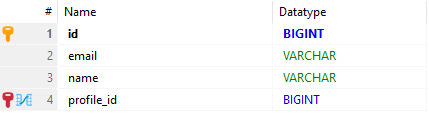 # Name Datatype
1 id BIGINT
2 email VARCHAR
3 name VARCHAR
4 profile_id BIGINT